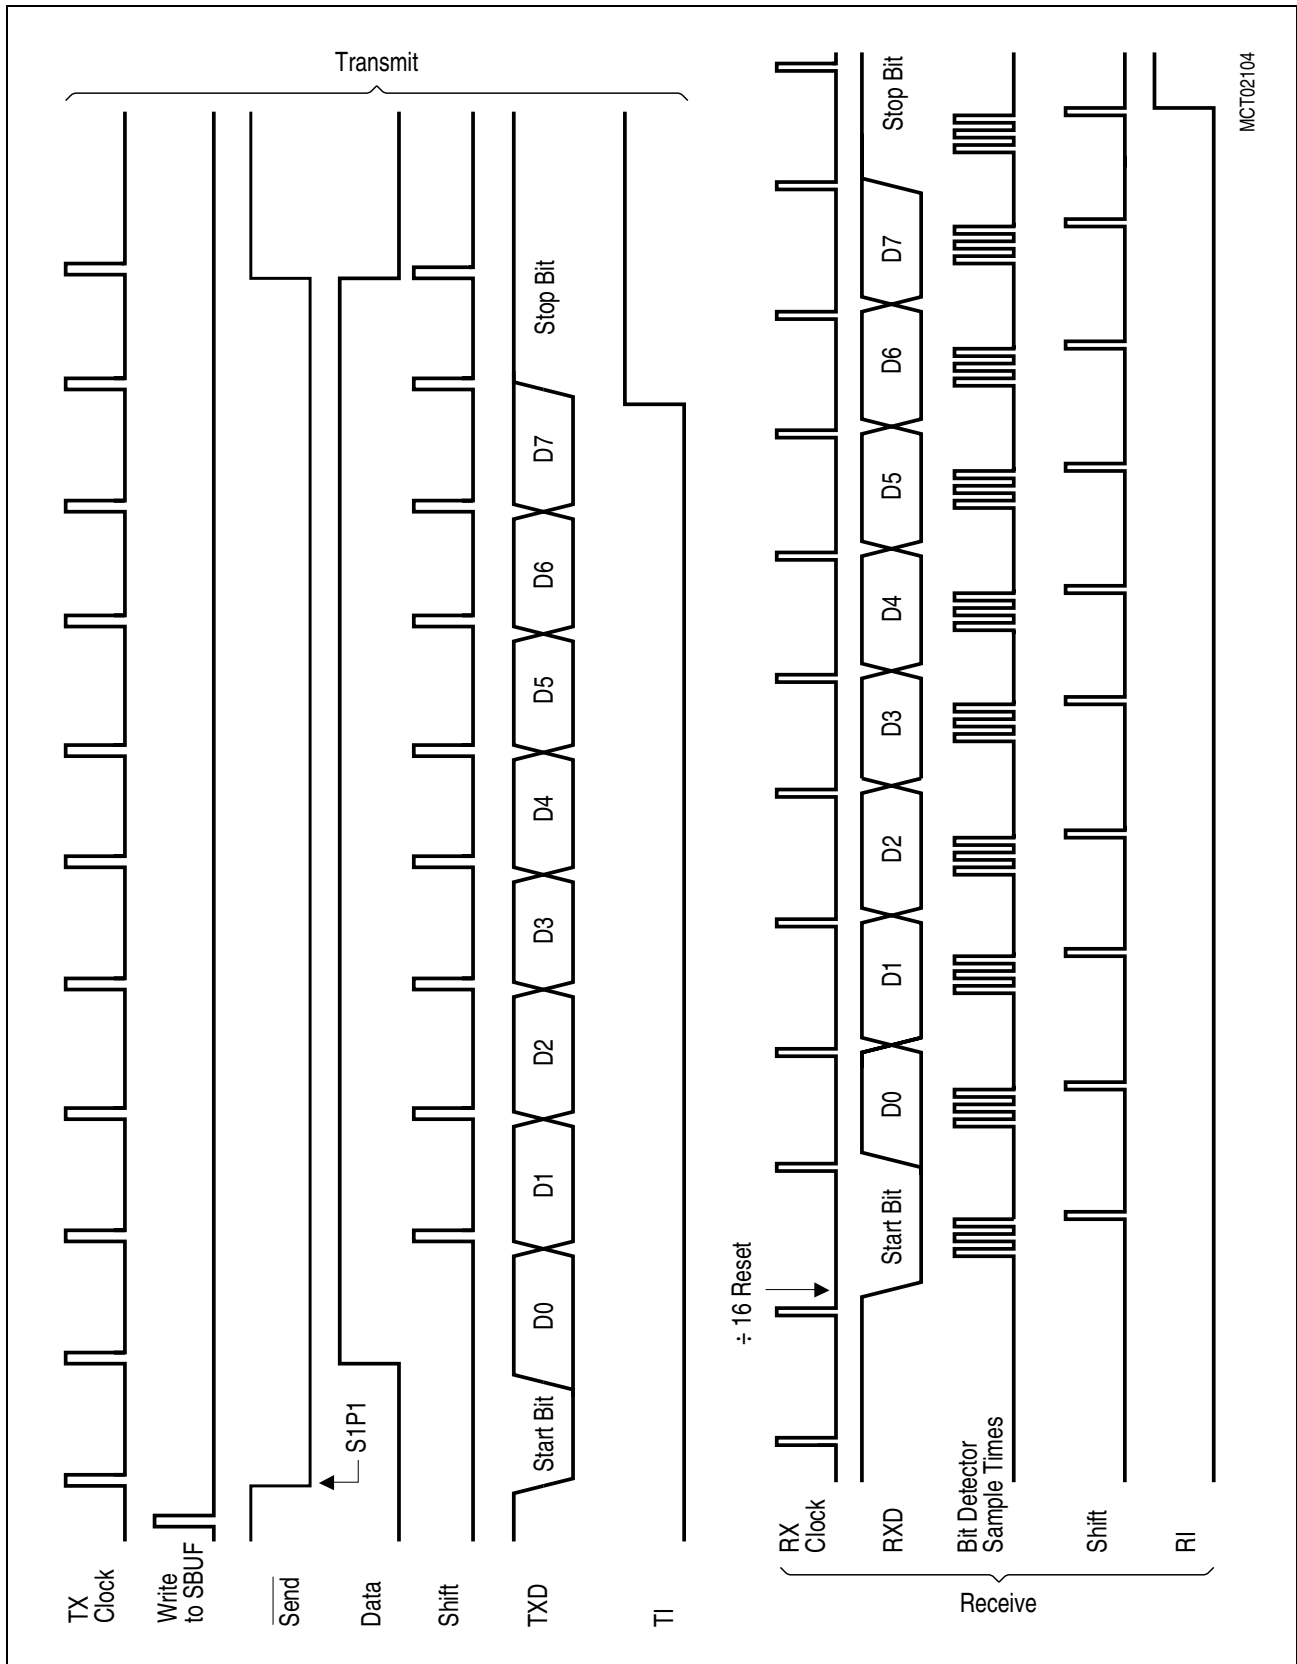 Transmit
TX
Clock
Write
to SBUF
Send
S1P1
Data
Shift
TXD
Start Bit
D0
D1
D2
D3
D4
D5
D6
D7
Stop Bit
TI
÷ 16 Reset
RX
Clock
RXD
Start Bit
D0
D1
D2
D3
D4
D5
D6
D7
Stop Bit
Bit Detector
Sample Times
Shift
RI
Receive
MCT02104